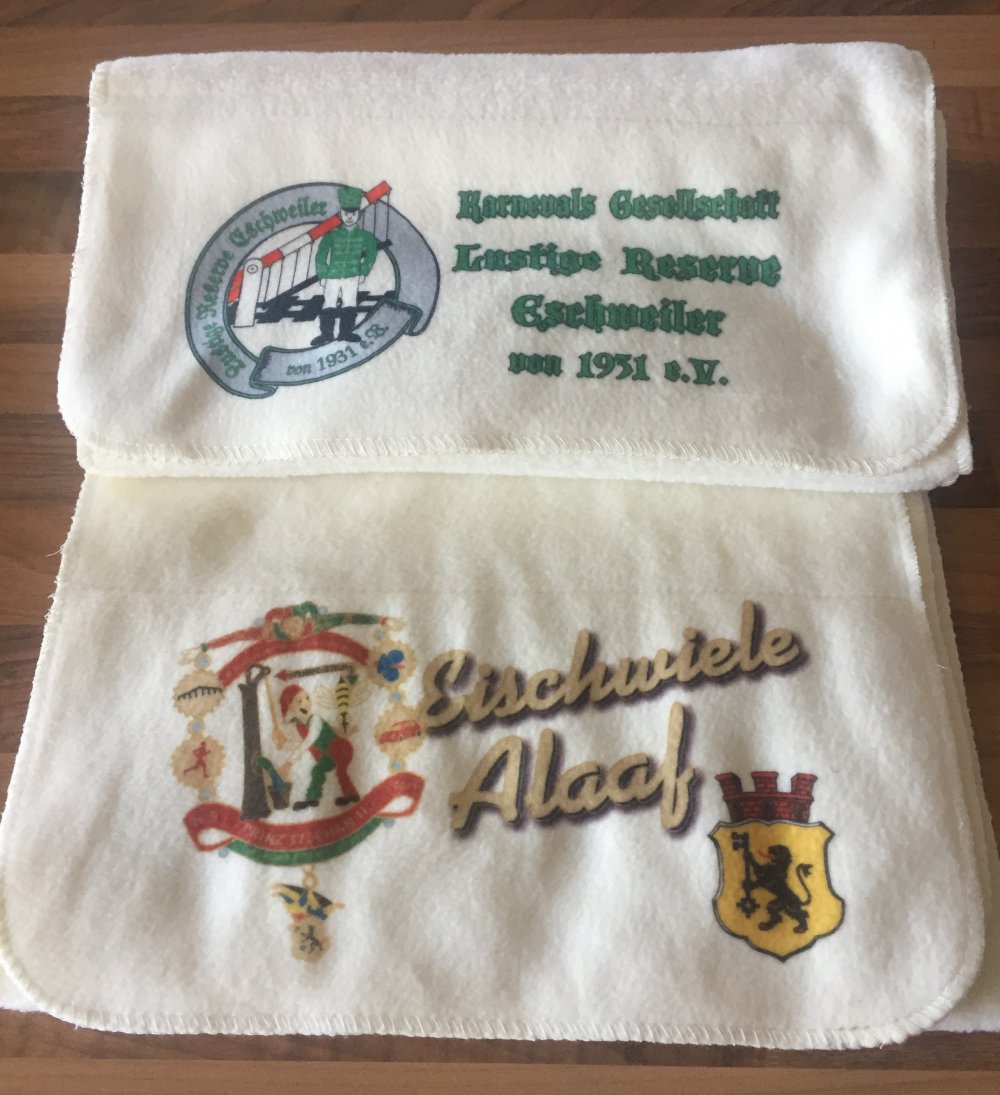 Lustige Reserve Eschweiler
von 1931 e.V.
Karnevals Gesellschaft
Lustige Reserve
Eschweiler
von 1931 e.V.
Eischwiele
Alaaf